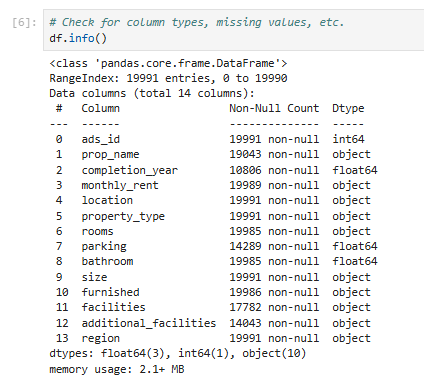 [6]: # Check for column types, missing values, etc.
df.info()
<class 'pandas.core.frame.DataFrame'>
RangeIndex: 19991 entries, 0 to 19990
Data columns (total 14 columns):
 #   Column                 Non-Null Count  Dtype
---  ------                 --------------  -----
 0   ads_id                 19991 non-null  int64
 1   prop_name              19043 non-null  object
 2   completion_year        10806 non-null  float64
 3   monthly_rent           19989 non-null  object
 4   location               19991 non-null  object
 5   property_type          19991 non-null  object
 6   rooms                  19985 non-null  object
 7   parking                14289 non-null  float64
 8   bathroom               19985 non-null  float64
 9   size                   19991 non-null  object
 10  furnished              19986 non-null  object
 11  facilities             17782 non-null  object
 12  additional_facilities  14043 non-null  object
 13  region                 19991 non-null  object
dtypes: float64(3), int64(1), object(10)
memory usage: 2.1+ MB